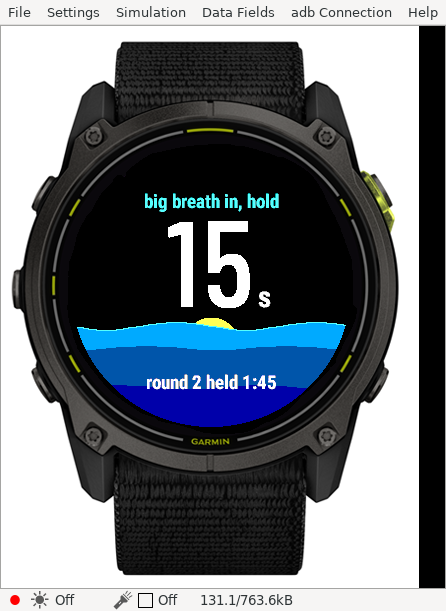 File Settings Simulation Data Fields adb Connection Help
big breath in, hold
15 s
round 2 held 1:45
GARMIN
Off Off 131.1/763.6kB